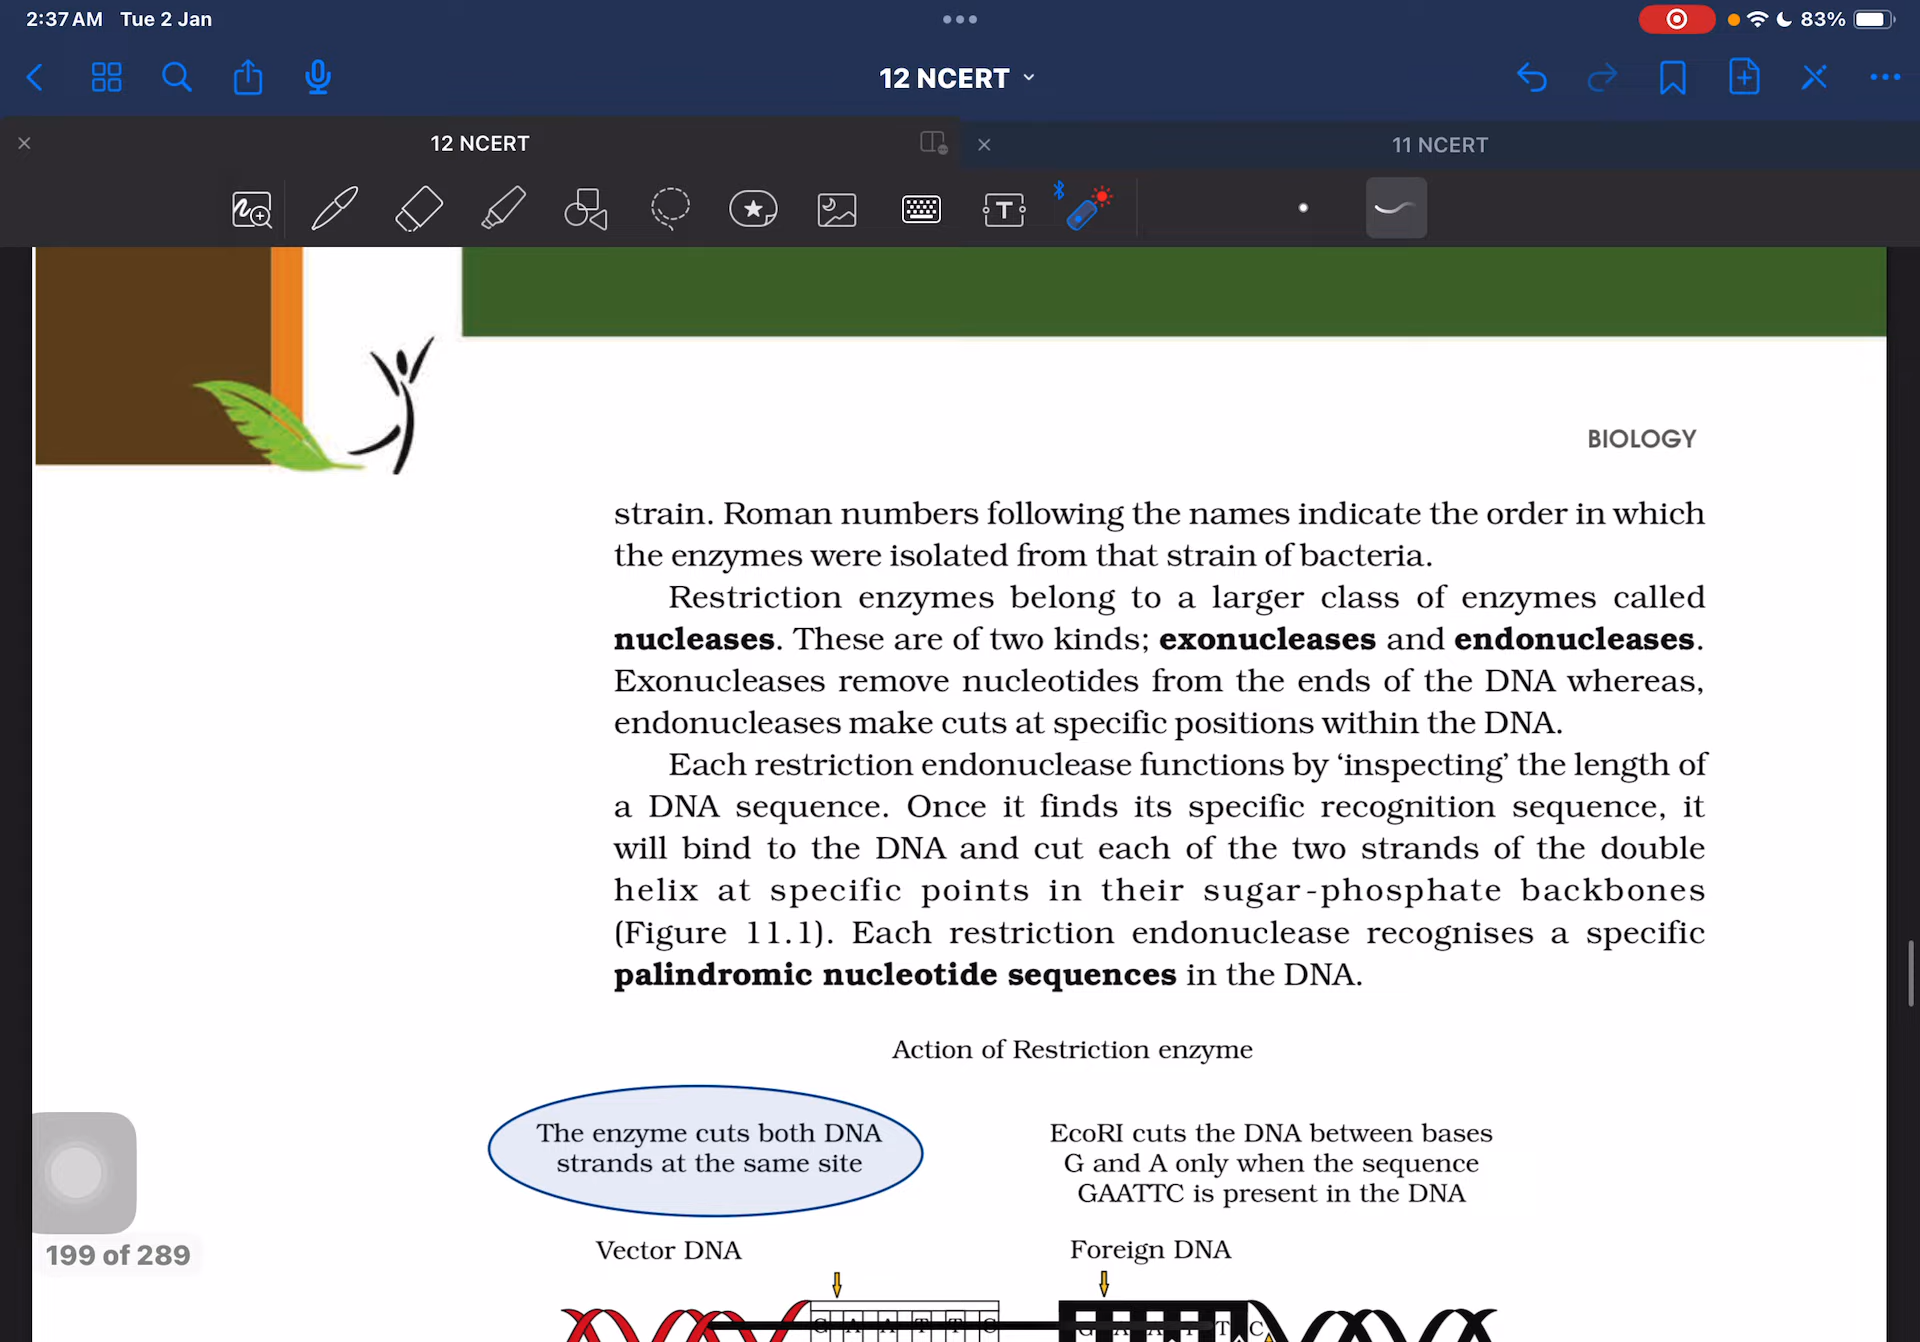 2:37 AM Tue 2 Jan
83%
12 NCERT
12 NCERT
11 NCERT
T
BIOLOGY
strain. Roman numbers following the names indicate the order in which
the enzymes were isolated from that strain of bacteria.
Restriction enzymes belong to a larger class of enzymes called
nucleases. These are of two kinds; exonucleases and endonucleases.
Exonucleases remove nucleotides from the ends of the DNA whereas,
endonucleases make cuts at specific positions within the DNA.
Each restriction endonuclease functions by ‘inspecting’ the length of
a DNA sequence. Once it finds its specific recognition sequence, it
will bind to the DNA and cut each of the two strands of the double
helix at specific points in their sugar-phosphate backbones
(Figure 11.1). Each restriction endonuclease recognises a specific
palindromic nucleotide sequences in the DNA.
Action of Restriction enzyme
The enzyme cuts both DNA
strands at the same site
EcoRI cuts the DNA between bases
G and A only when the sequence
GAATTC is present in the DNA
Vector DNA
Foreign DNA
G A A T T C
199 of 289